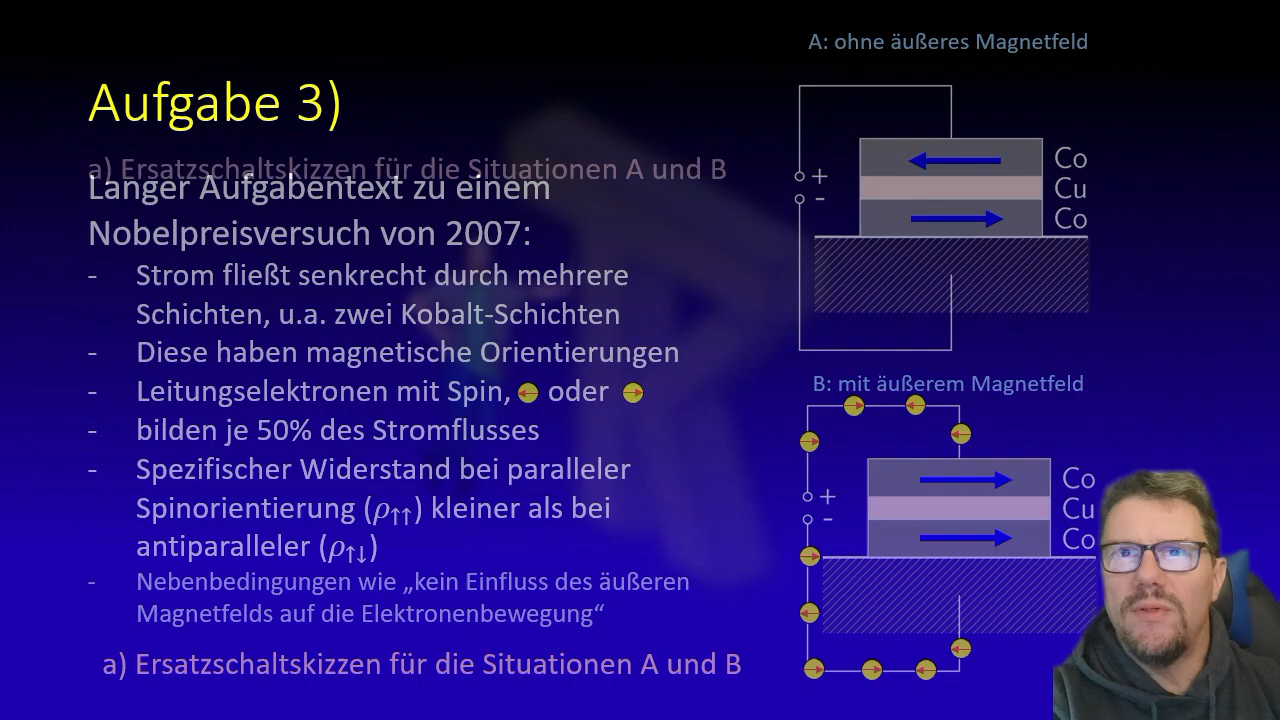 Aufgabe 3)
a) Ersatzschaltskizzen für die Situationen A und B
Langer Aufgabentext zu einem
Nobelpreisversuch von 2007:
- Strom fließt senkrecht durch mehrere
Schichten, u.a. zwei Kobalt-Schichten
- Diese haben magnetische Orientierungen
- Leitungselektronen mit Spin, oder
- bilden je 50% des Stromflusses
- Spezifischer Widerstand bei paralleler
Spinorientierung (ρ↑↑) kleiner als bei
antiparalleler (ρ↑↓)
- Nebenbedingungen wie „kein Einfluss des äußeren
Magnetfelds auf die Elektronenbewegung“
a) Ersatzschaltskizzen für die Situationen A und B
A: ohne äußeres Magnetfeld
+
-
Co
Cu
Co
B: mit äußerem Magnetfeld
+
-
Co
Cu
Co